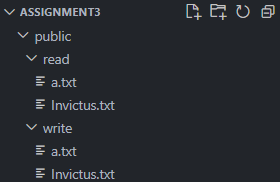 ASSIGNMENT3
public
read
a.txt
Invictus.txt
write
a.txt
Invictus.txt